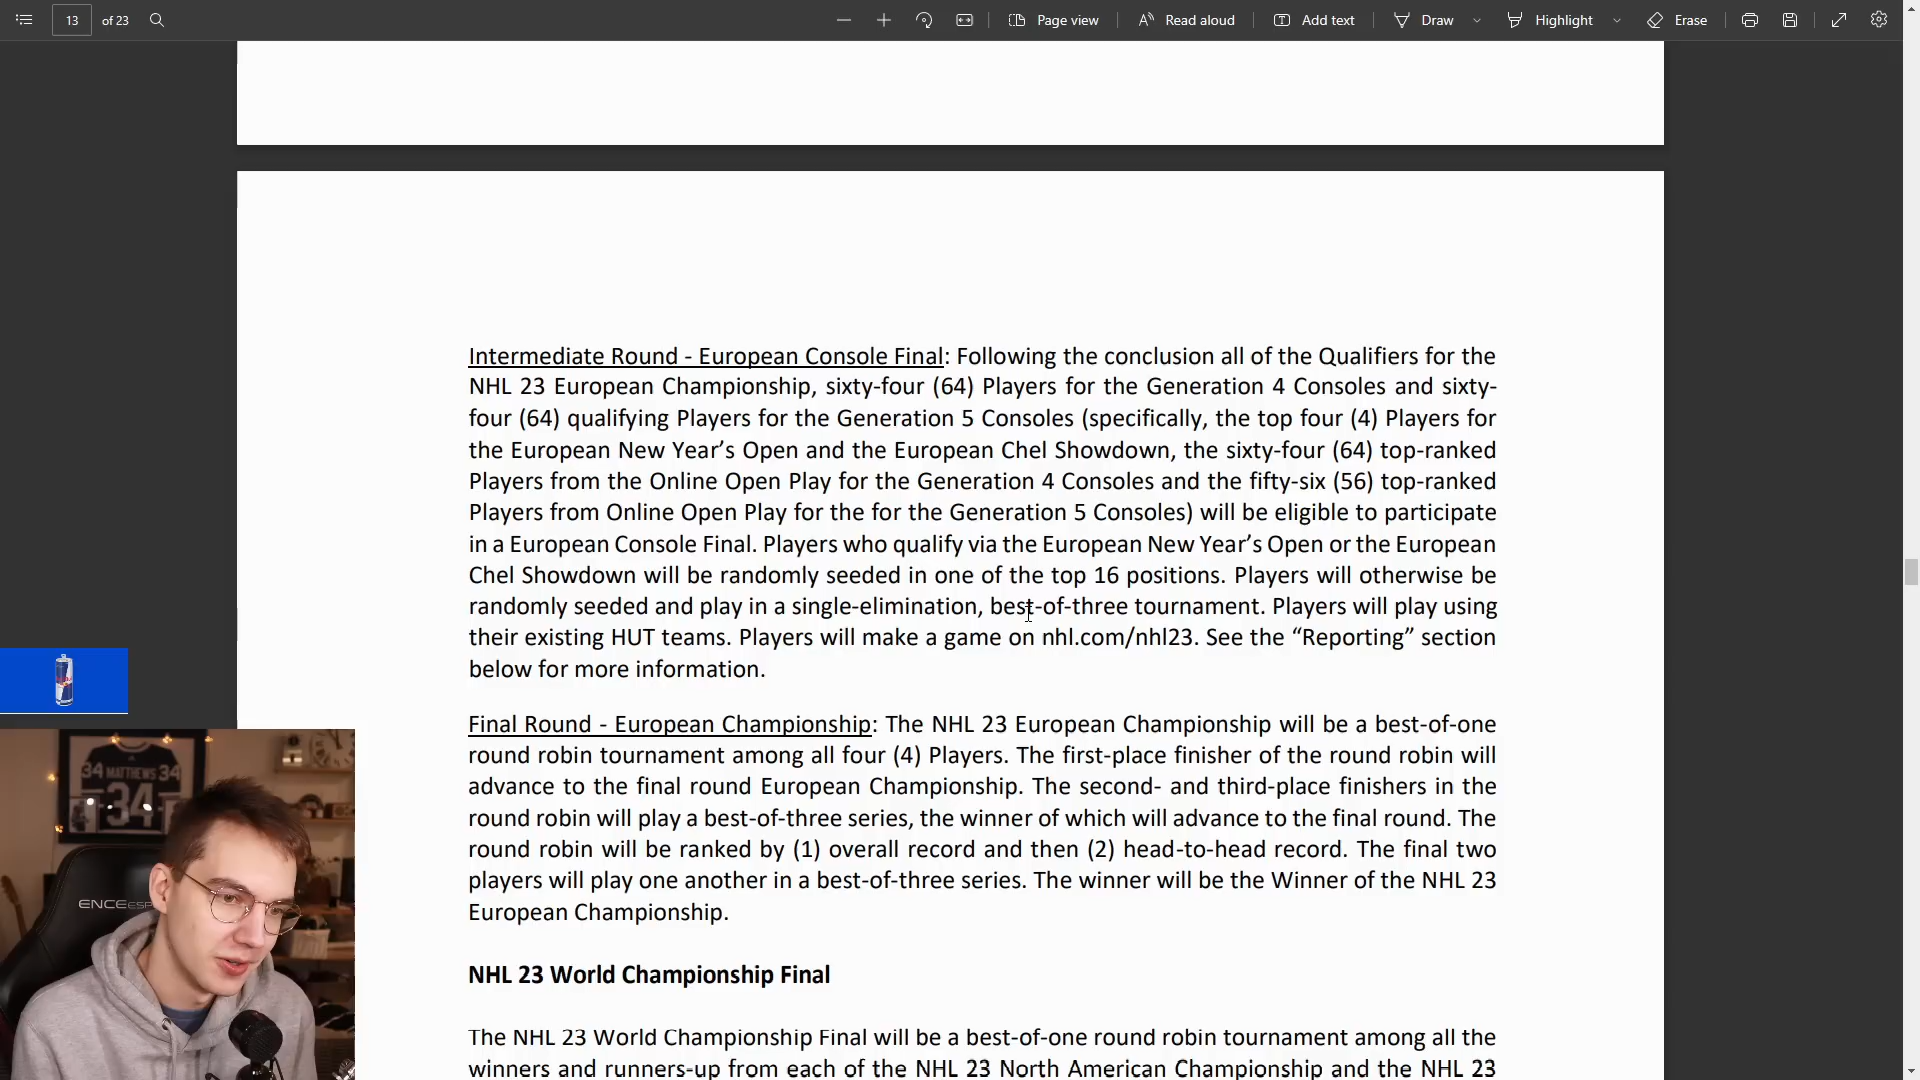 13 of 23 Page view Read aloud Add text Draw Highlight Erase
Intermediate Round - European Console Final: Following the conclusion all of the Qualifiers for the
NHL 23 European Championship, sixty-four (64) Players for the Generation 4 Consoles and sixty-
four (64) qualifying Players for the Generation 5 Consoles (specifically, the top four (4) Players for
the European New Year’s Open and the European Chel Showdown, the sixty-four (64) top-ranked
Players from the Online Open Play for the Generation 4 Consoles and the fifty-six (56) top-ranked
Players from Online Open Play for the for the Generation 5 Consoles) will be eligible to participate
in a European Console Final. Players who qualify via the European New Year’s Open or the European
Chel Showdown will be randomly seeded in one of the top 16 positions. Players will otherwise be
randomly seeded and play in a single-elimination, best-of-three tournament. Players will play using
their existing HUT teams. Players will make a game on nhl.com/nhl23. See the “Reporting” section
below for more information.
Final Round - European Championship: The NHL 23 European Championship will be a best-of-one
round robin tournament among all four (4) Players. The first-place finisher of the round robin will
advance to the final round European Championship. The second- and third-place finishers in the
round robin will play a best-of-three series, the winner of which will advance to the final round. The
round robin will be ranked by (1) overall record and then (2) head-to-head record. The final two
players will play one another in a best-of-three series. The winner will be the Winner of the NHL 23
European Championship.
NHL 23 World Championship Final
The NHL 23 World Championship Final will be a best-of-one round robin tournament among all the
winners and runners-up from each of the NHL 23 North American Championship and the NHL 23
34 MATTHEWS 34
34
ENCE